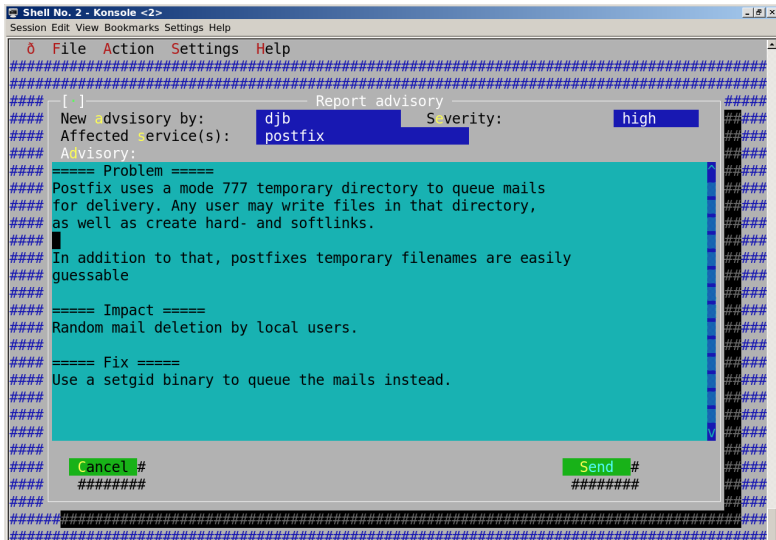 Shell No. 2 - Konsole <2>
Session Edit View Bookmarks Settings Help
ð File Action Settings Help
[ ] Report advisory
New advsisory by: djb Severity: high
Affected service(s): postfix
Advisory:
===== Problem =====
Postfix uses a mode 777 temporary directory to queue mails
for delivery. Any user may write files in that directory,
as well as create hard- and softlinks.
In addition to that, postfixes temporary filenames are easily
guessable
===== Impact =====
Random mail deletion by local users.
===== Fix =====
Use a setgid binary to queue the mails instead.
Cancel # Send #
######## ########